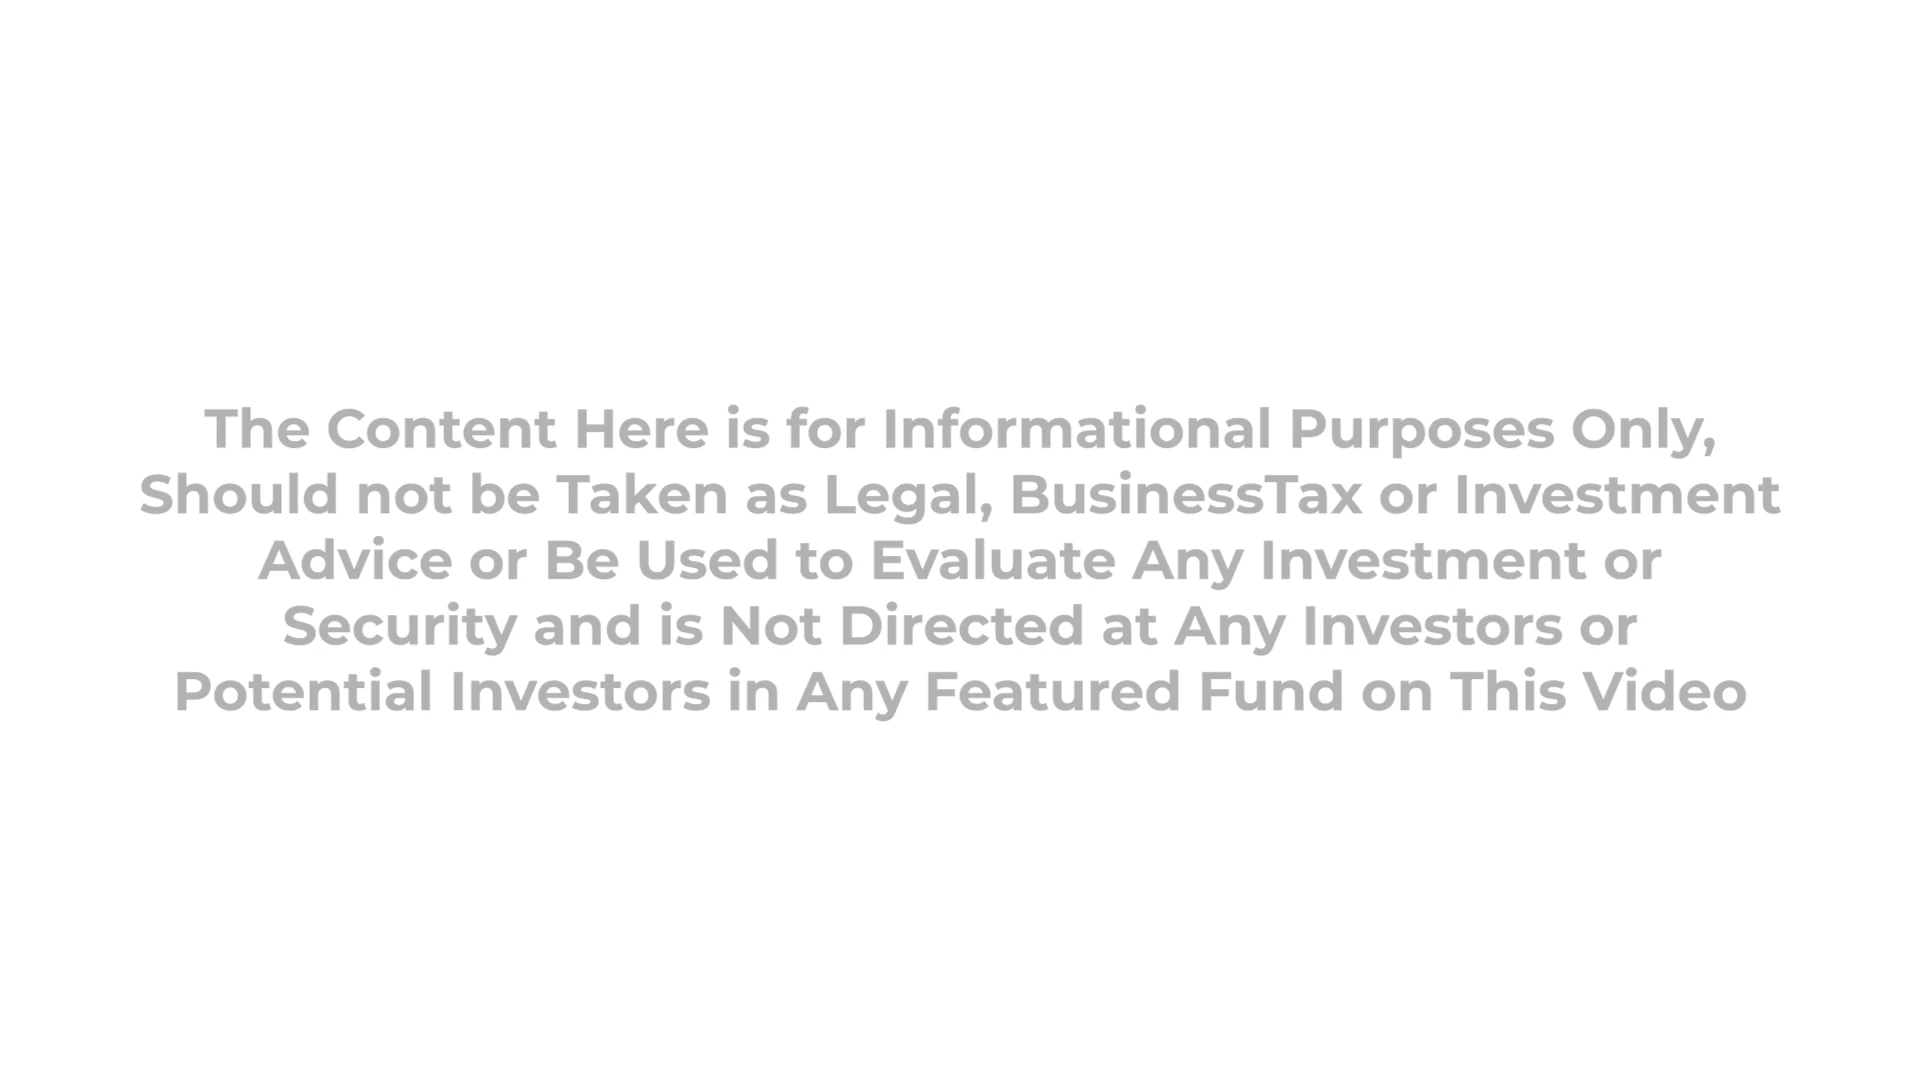 The Content Here is for Informational Purposes Only,
Should not be Taken as Legal, BusinessTax or Investment
Advice or Be Used to Evaluate Any Investment or
Security and is Not Directed at Any Investors or
Potential Investors in Any Featured Fund on This Video